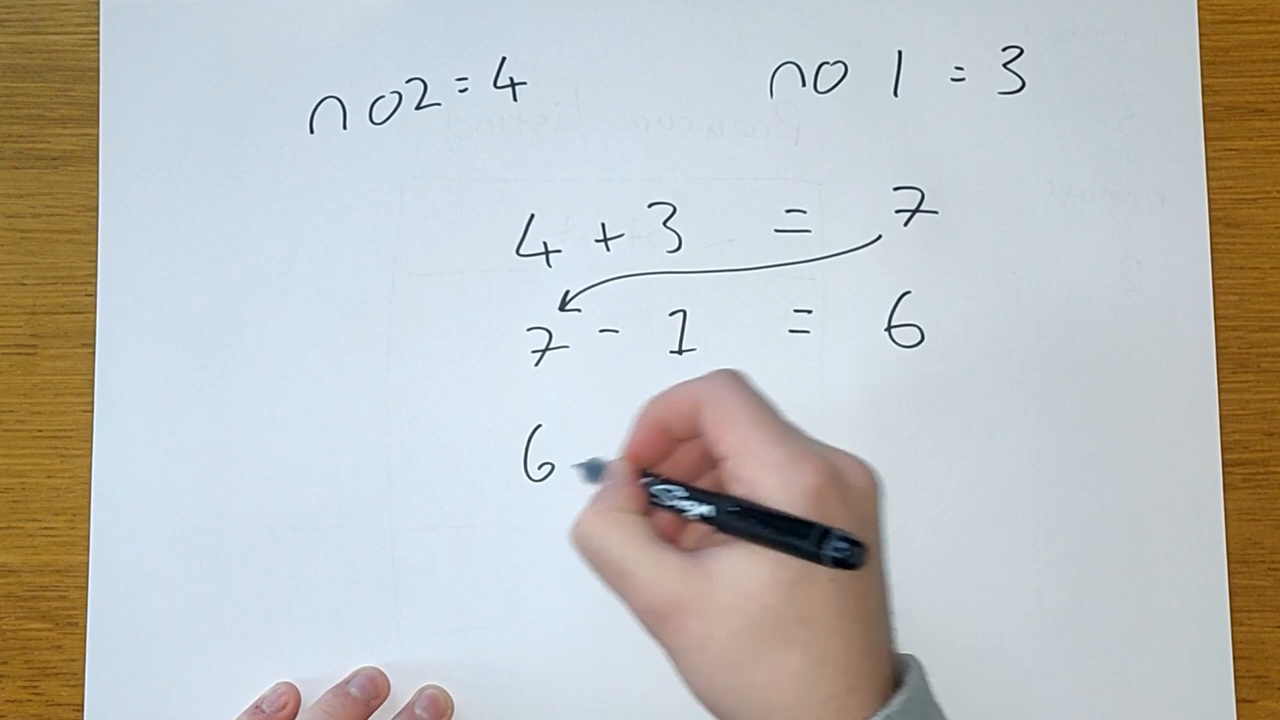 no2=4 no 1 = 3
4 + 3 = 7
7 - 1 = 6
6